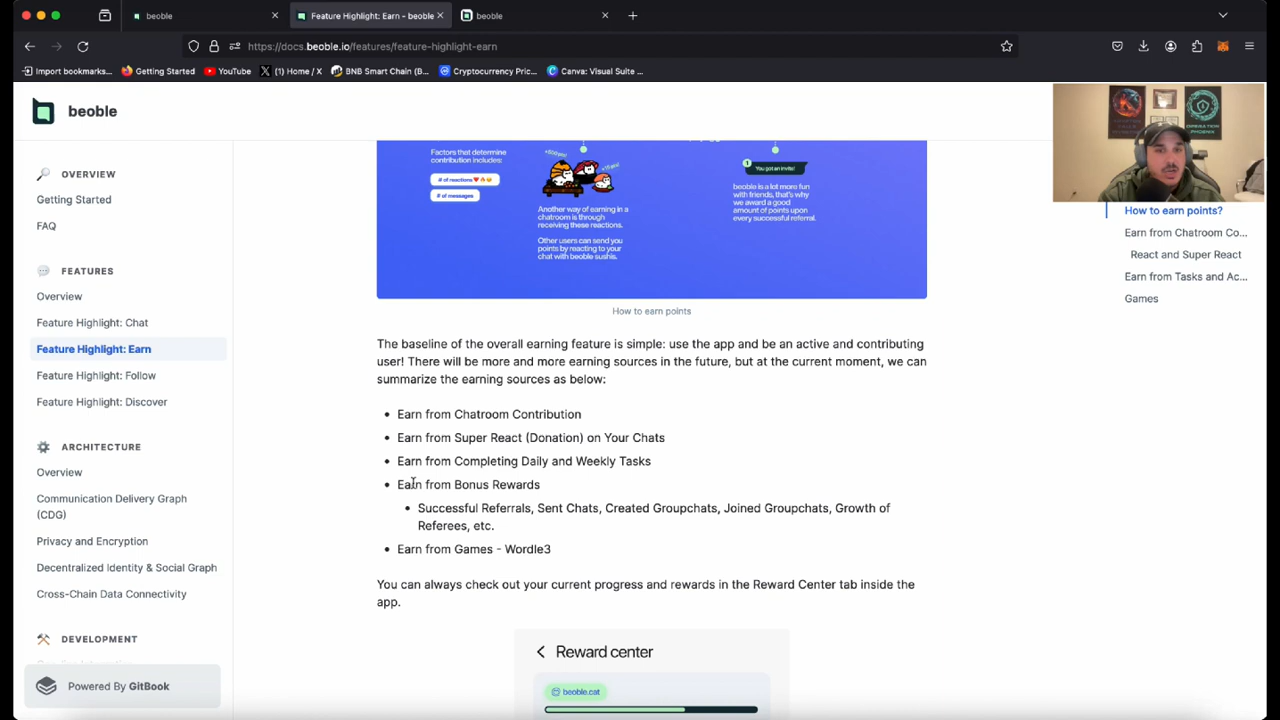 beoble
Feature Highlight: Earn - beoble
beoble
https://docs.beoble.io/features/feature-highlight-earn
Import bookmarks...
Getting Started
YouTube
(1) Home / X
BNB Smart Chain (B...
Cryptocurrency Pric...
Canva: Visual Suite ...
beoble
OVERVIEW
Getting Started
FAQ
FEATURES
Overview
Feature Highlight: Chat
Feature Highlight: Earn
Feature Highlight: Follow
Feature Highlight: Discover
ARCHITECTURE
Overview
Communication Delivery Graph
(CDG)
Privacy and Encryption
Decentralized Identity & Social Graph
Cross-Chain Data Connectivity
DEVELOPMENT
Powered By GitBook
Factors that determine
contribution includes:
# of reactions
# of messages
Another way of earning in a
chatroom is through
receiving these reactions.
Other users can send you
points by reacting to your
chat with beoble sushis.
1
You got an invite!
beoble is a lot more fun
with friends, that's why
we award a good
amount of points upon
every successful referral.
How to earn points
The baseline of the overall earning feature is simple: use the app and be an active and contributing
user! There will be more and more earning sources in the future, but at the current moment, we can
summarize the earning sources as below:
• Earn from Chatroom Contribution
• Earn from Super React (Donation) on Your Chats
• Earn from Completing Daily and Weekly Tasks
• Earn from Bonus Rewards
• Successful Referrals, Sent Chats, Created Groupchats, Joined Groupchats, Growth of
Referees, etc.
• Earn from Games - Wordle3
You can always check out your current progress and rewards in the Reward Center tab inside the
app.
Reward center
beoble.cat
How to earn points?
Earn from Chatroom Co...
React and Super React
Earn from Tasks and Ac...
Games